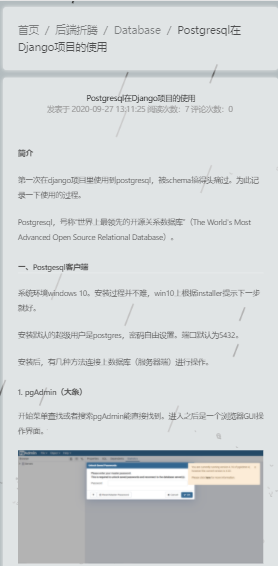 首页 / 后端折腾 / Database / Postgresql在
Django项目的使用
Postgresql在Django项目的使用
发表于 2020-09-27 13:11:25 阅读次数：7 评论次数：0
简介
第一次在django项目里使用到postgresql，被schema搞得头痛过。为此记
录一下使用的过程。
Postgresql，号称“世界上最领先的开源关系数据库”（The World's Most
Advanced Open Source Relational Database）。
一、Postgesql客户端
系统环境windows 10。安装过程并不难，win10上根据installer提示下一步
就好。
安装默认的超级用户是postgres，密码自由设置。端口默认为5432。
安装后，有几种方法连接上数据库（服务器端）进行操作。
1. pgAdmin（大象）
开始菜单查找或者搜索pgAdmin能直接找到。进入之后是一个浏览器GUI操
作界面。